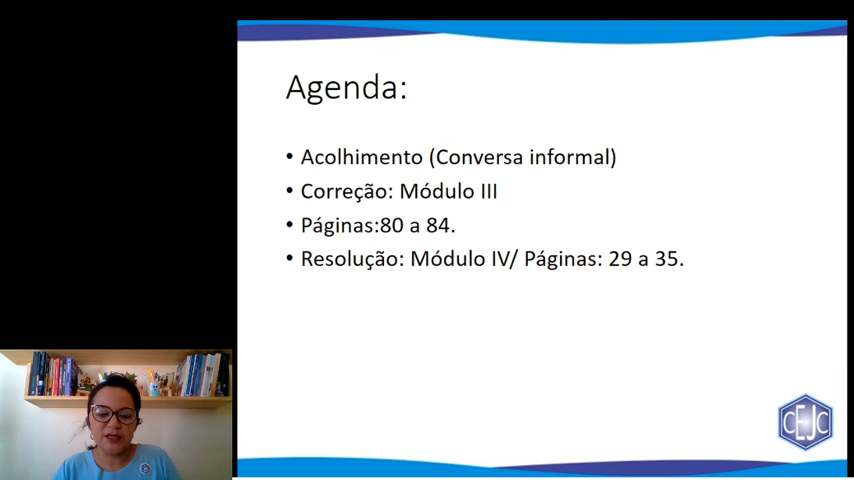 Agenda:
• Acolhimento (Conversa informal)
• Correção: Módulo III
• Páginas:80 a 84.
• Resolução: Módulo IV/ Páginas: 29 a 35.
CEJC